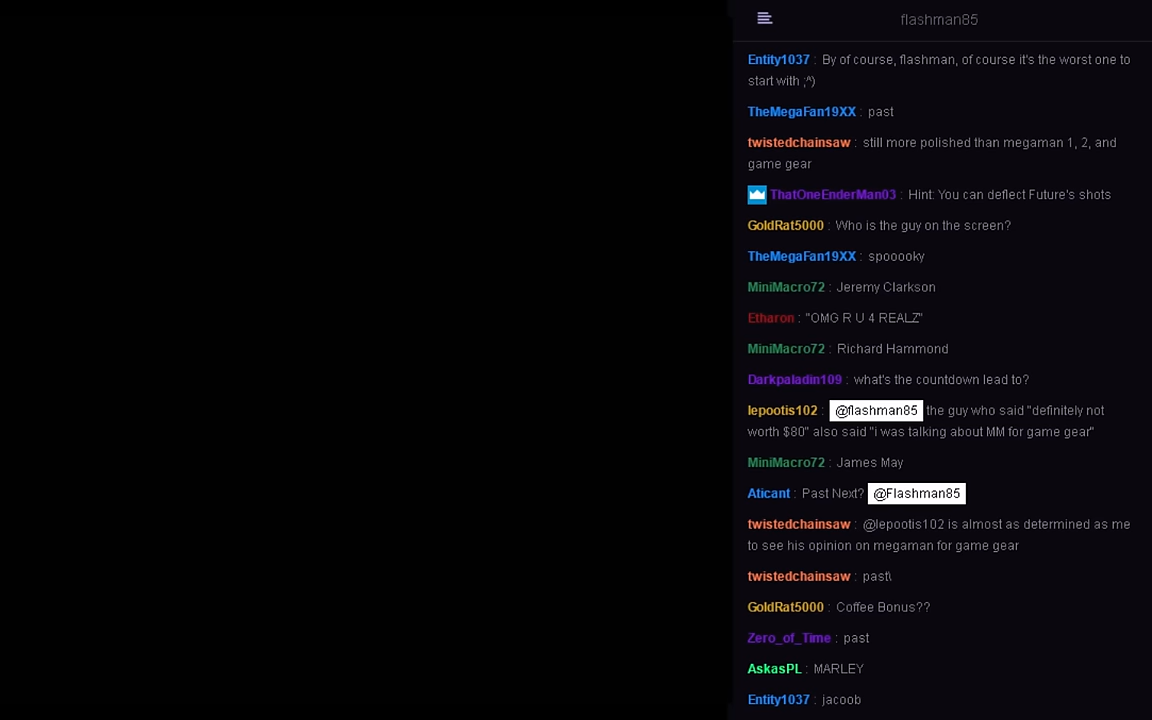 flashman85
Entity1037 : By of course, flashman, of course it's the worst one to
start with ;^)
TheMegaFan19XX : past
twistedchainsaw : still more polished than megaman 1, 2, and
game gear
ThatOneEnderMan03 : Hint: You can deflect Future's shots
GoldRat5000 : Who is the guy on the screen?
TheMegaFan19XX : spooooky
MiniMacro72 : Jeremy Clarkson
Etharon : "OMG R U 4 REALZ"
MiniMacro72 : Richard Hammond
Darkpaladin109 : what's the countdown lead to?
lepootis102 : @flashman85 the guy who said "definitely not
worth $80" also said "i was talking about MM for game gear"
MiniMacro72 : James May
Aticant : Past Next? @Flashman85
twistedchainsaw : @lepootis102 is almost as determined as me
to see his opinion on megaman for game gear
twistedchainsaw : past\
GoldRat5000 : Coffee Bonus??
Zero_of_Time : past
AskasPL : MARLEY
Entity1037 : jacoob